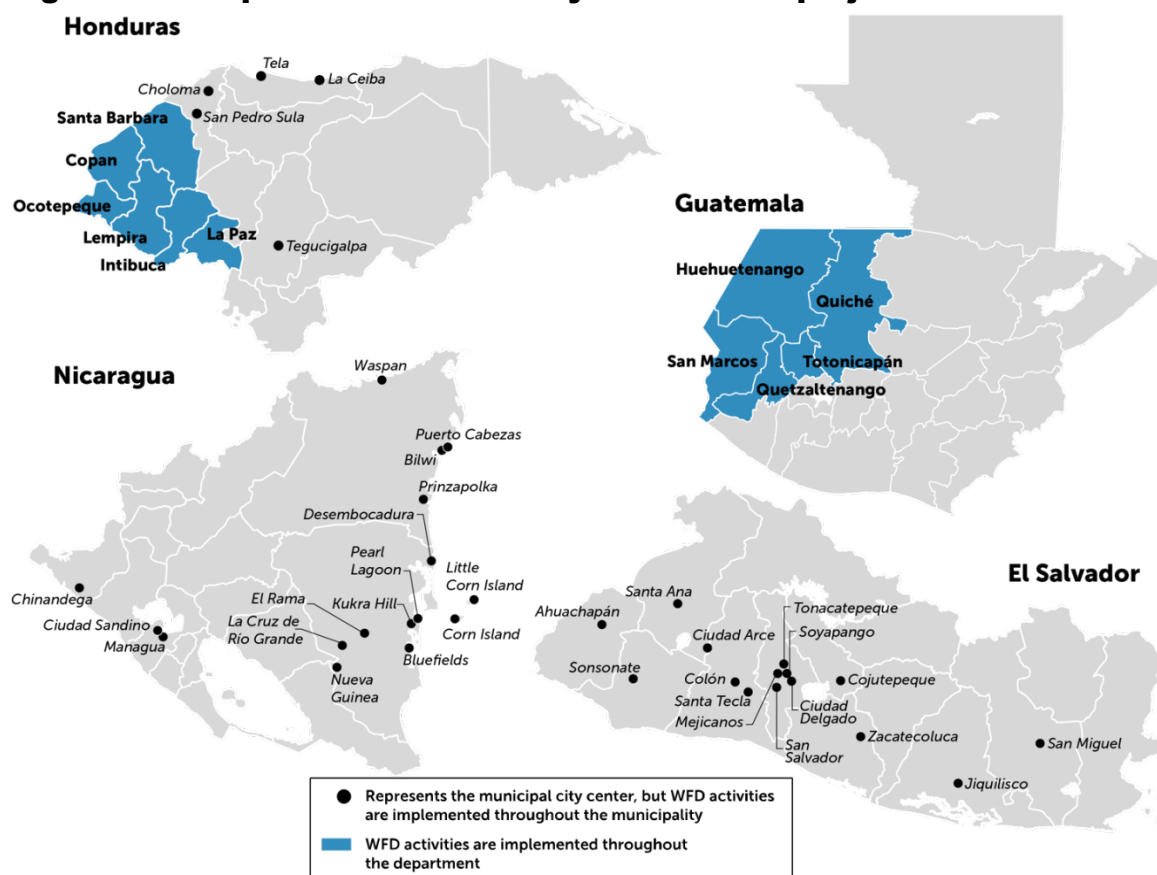 Honduras
Tela
La Ceiba
Choloma
San Pedro Sula
Santa Barbara
Copan
Ocotepeque
Lempira
La Paz
Intibuca
Tegucigalpa
Guatemala
Huehuetenango
Quiché
San Marcos
Totonicapán
Quetzaltenango
Nicaragua
Waspan
Puerto Cabezas
Bilwi
Prinzapolka
Desembocadura
Pearl
Lagoon
Little
Corn Island
El Rama
Kukra Hill
Corn Island
La Cruz de
Río Grande
Chinandega
Ciudad Sandino
Managua
Bluefields
Nueva
Guinea
El Salvador
Tonacatepeque
Soyapango
Santa Ana
Ahuachapán
Ciudad Arce
Sonsonate
Colón
Santa Tecla
Mejicanos
Cojutepeque
Ciudad
Delgado
San
Salvador
Zacatecoluca
San Miguel
Jiquilisco
Represents the municipal city center, but WFD activities
are implemented throughout the municipality
WFD activities are implemented throughout
the department